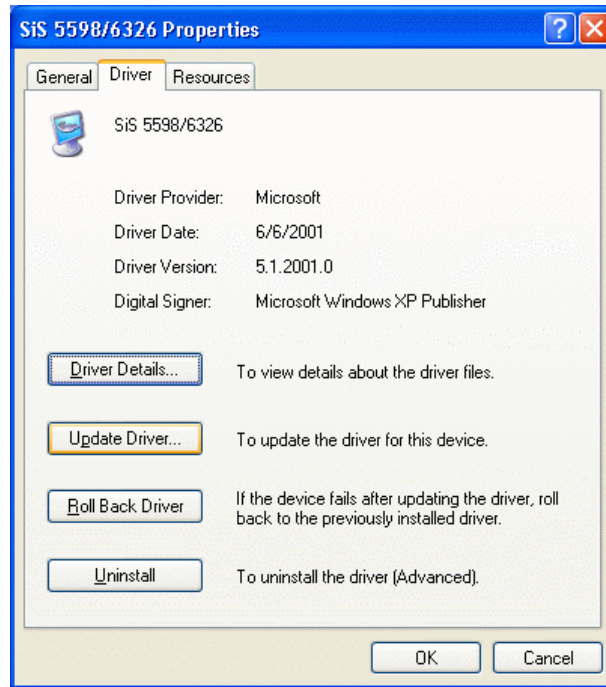 SiS 5598/6326 Properties
General Driver Resources
SiS 5598/6326
Driver Provider: Microsoft
Driver Date: 6/6/2001
Driver Version: 5.1.2001.0
Digital Signer: Microsoft Windows XP Publisher
Driver Details... To view details about the driver files.
Update Driver... To update the driver for this device.
Roll Back Driver If the device fails after updating the driver, roll
back to the previously installed driver.
Uninstall To uninstall the driver (Advanced).
OK Cancel